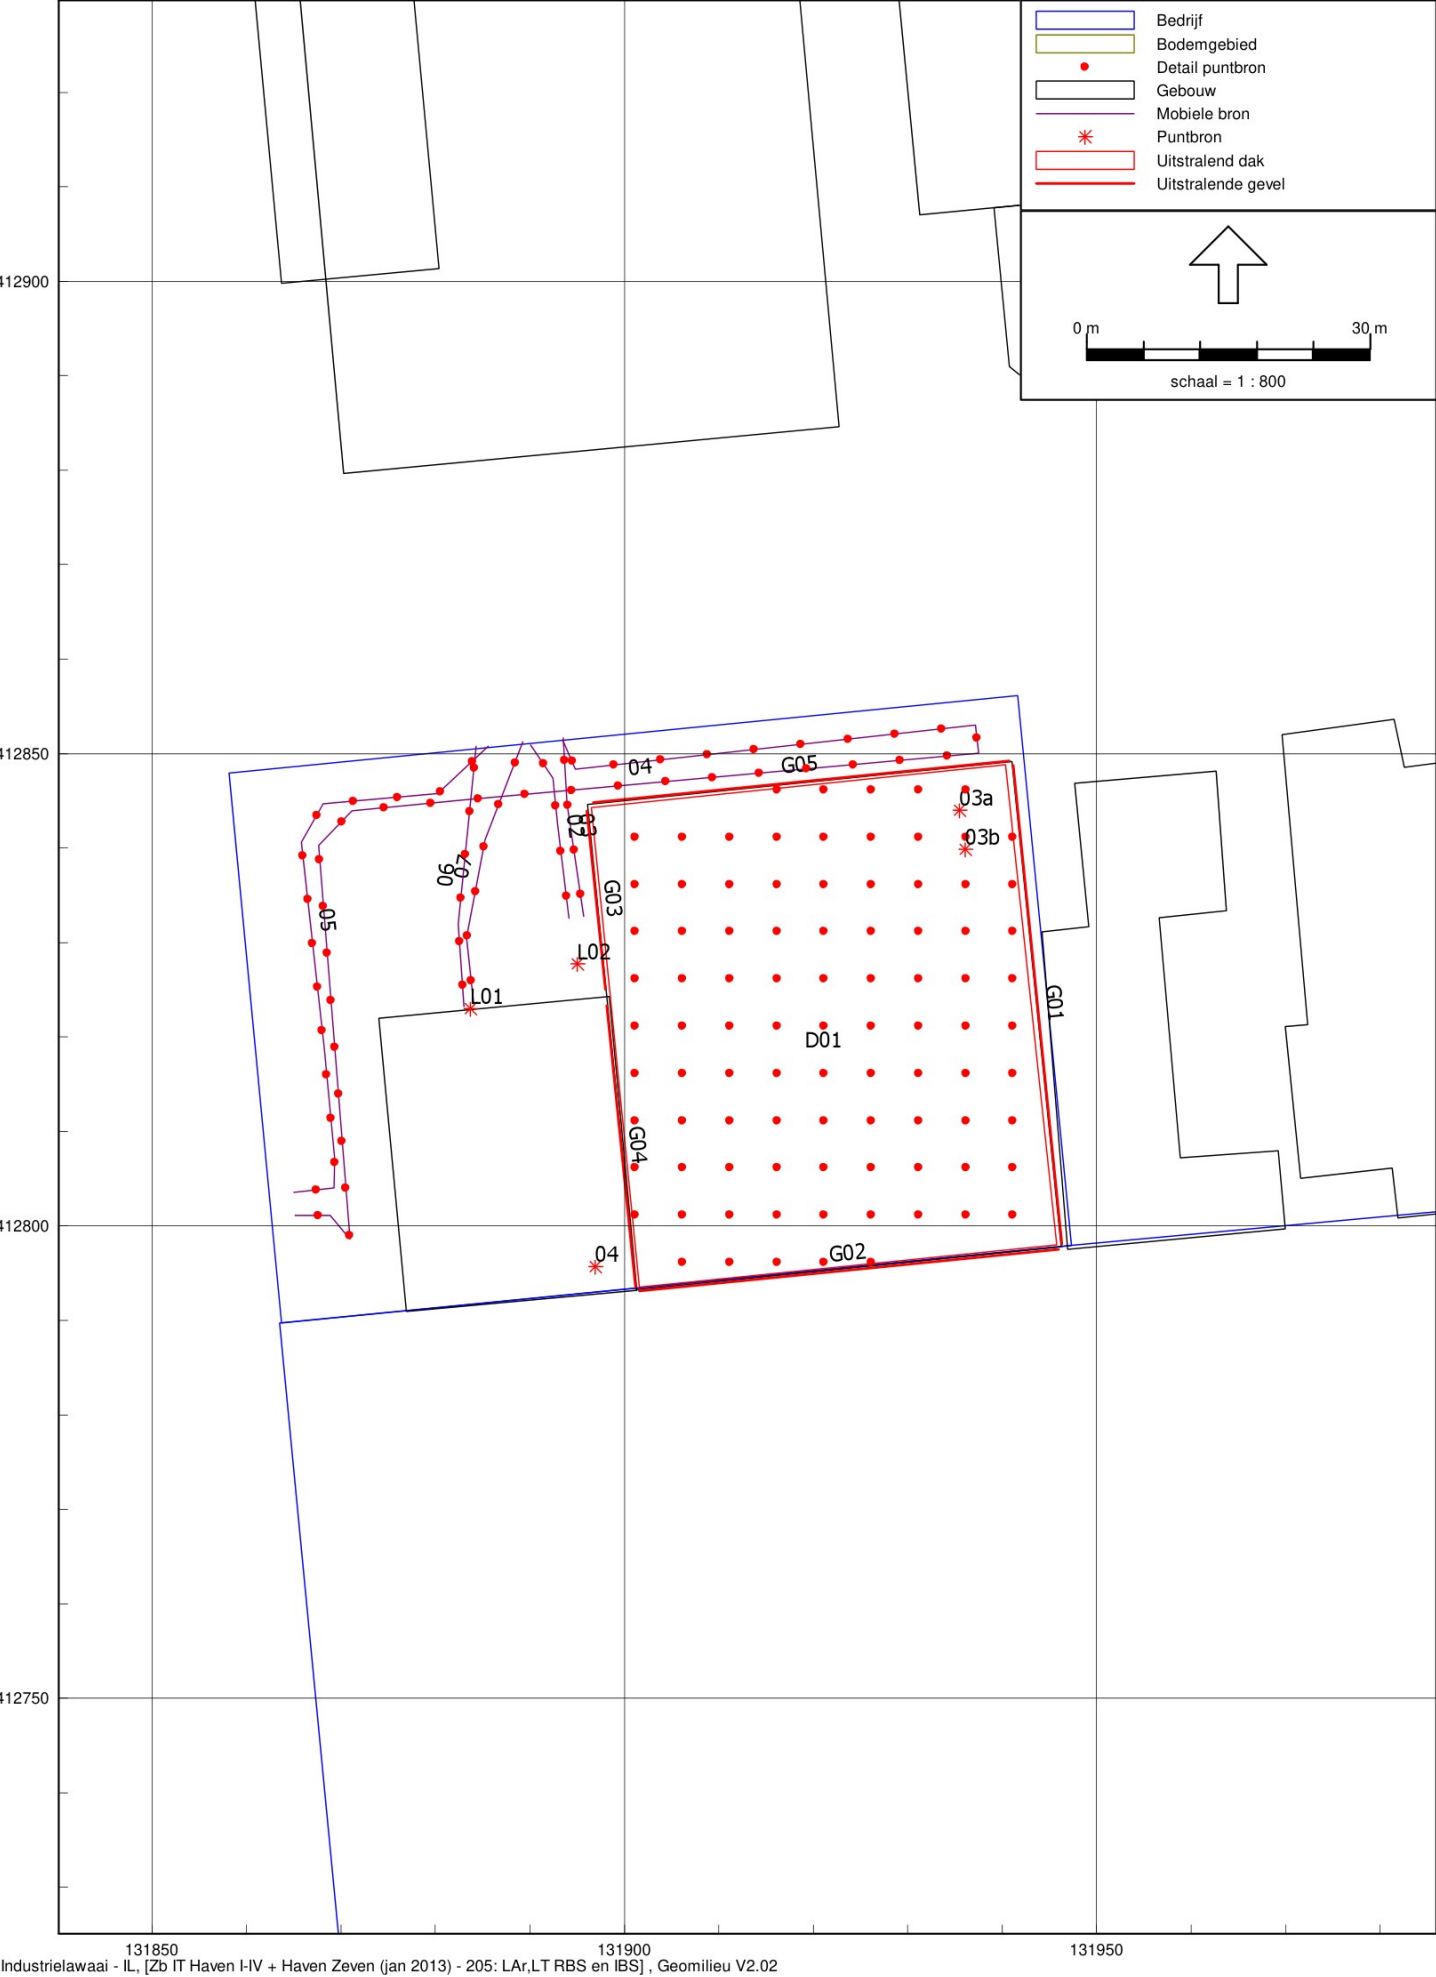 Bedrijf
Bodemgebied
Detail puntbron
Gebouw
Mobiele bron
Puntbron
Uitstralend dak
Uitstralende gevel
412900
0 m
30 m
schaal = 1 : 800
412850
04
G05
03a
02
03
03b
06
07
G03
05
L02
L01
G01
D01
G04
412800
04
G02
412750
131850
131900
131950
Industrielawaai - IL, [Zb IT Haven I-IV + Haven Zeven (jan 2013) - 205: LAr,LT RBS en IBS] , Geomilieu V2.02